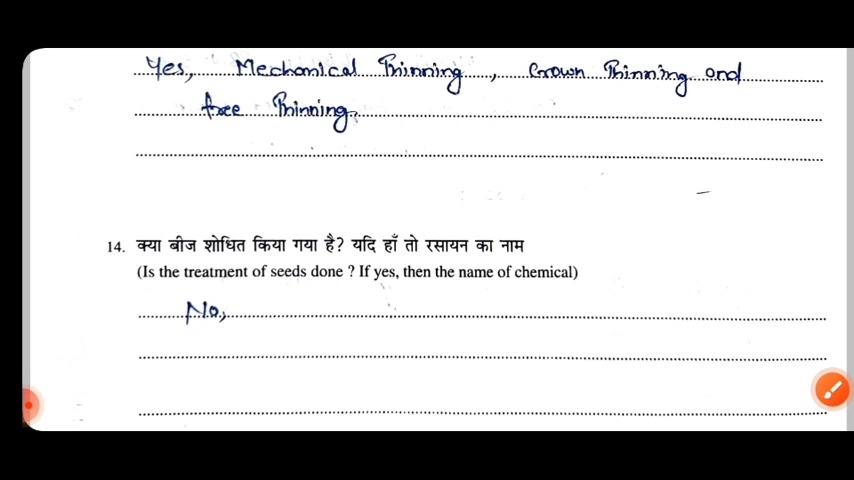 Yes, Mechanical Thinning, Crown Thinning and
free Thinning.
14. क्या बीज शोधित किया गया है? यदि हाँ तो रसायन का नाम
(Is the treatment of seeds done ? If yes, then the name of chemical)
No,